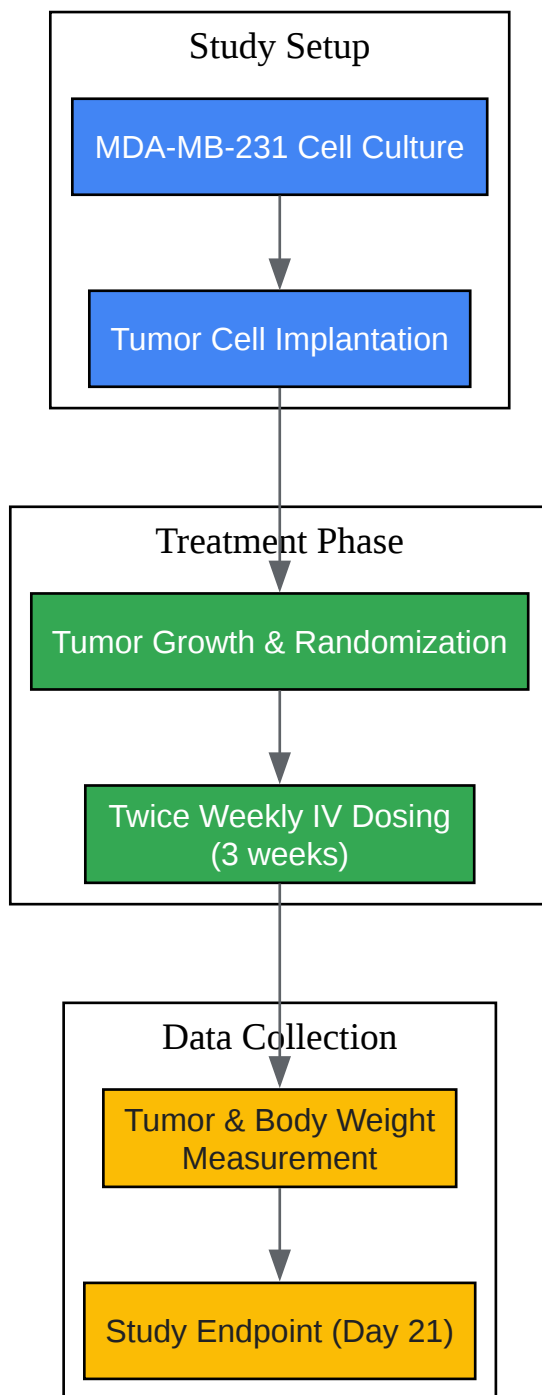 Study Setup
MDA-MB-231 Cell Culture
Tumor Cell Implantation
Treatment Phase
Tumor Growth & Randomization
Twice Weekly IV Dosing
(3 weeks)
Data Collection
Tumor & Body Weight
Measurement
Study Endpoint (Day 21)